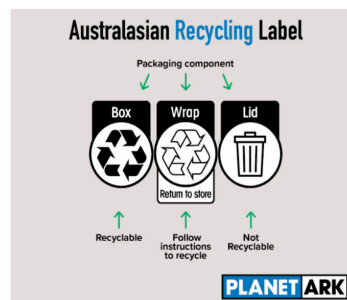 Australasian Recycling Label
Packaging component
Box
Wrap
Lid
Return to store
Recyclable
Follow
instructions
to recycle
Not
Recyclable
PLANET ARK